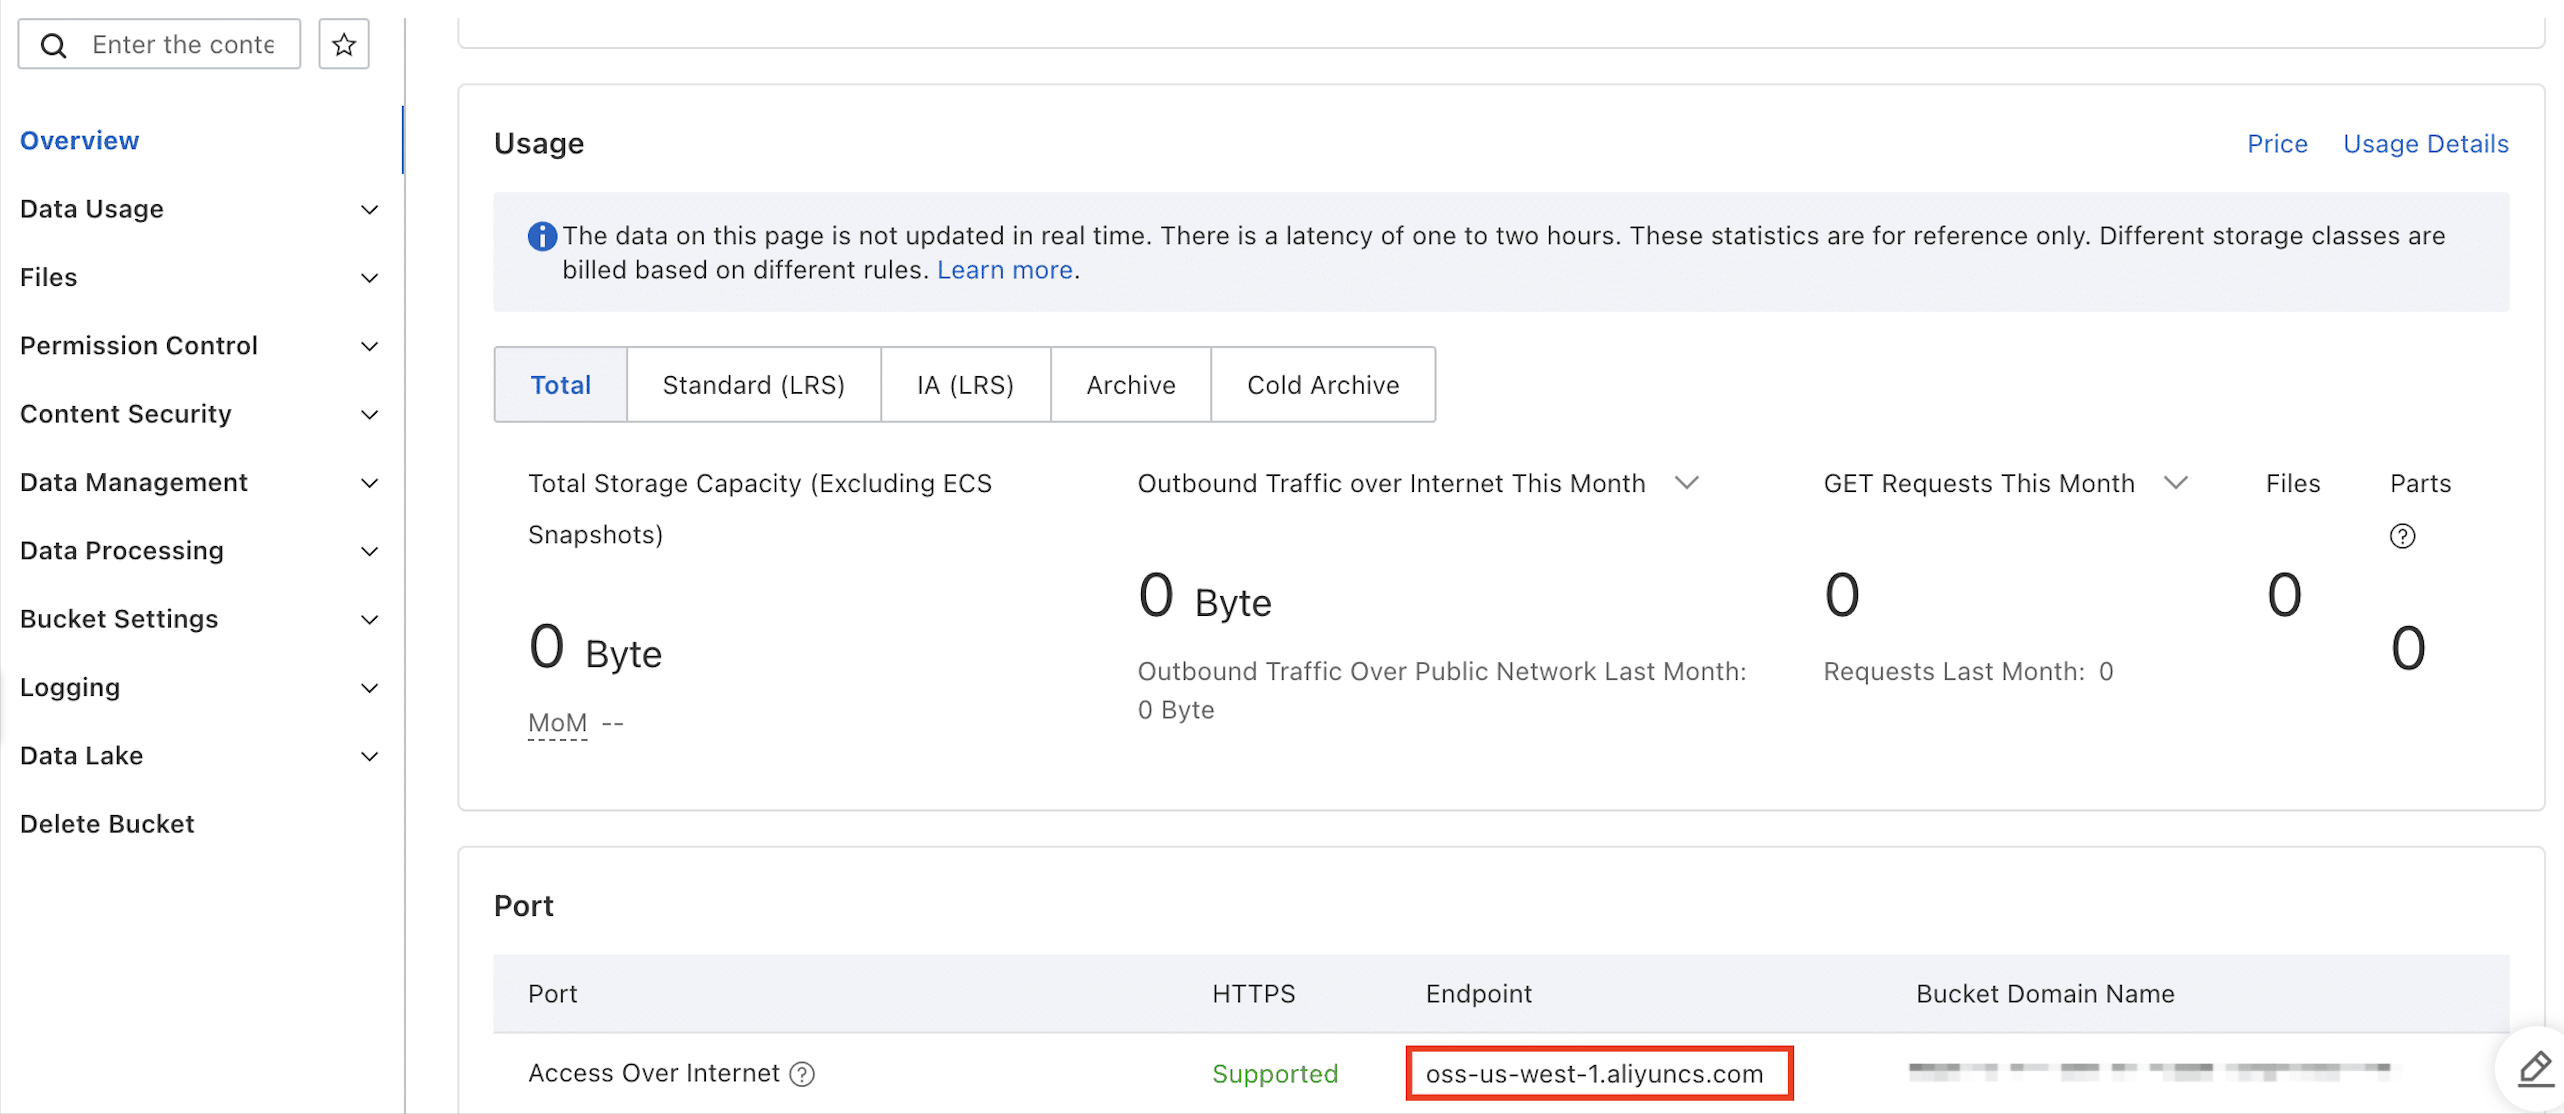 Enter the conte
Overview
Data Usage
Files
Permission Control
Content Security
Data Management
Data Processing
Bucket Settings
Logging
Data Lake
Delete Bucket
Usage
Price Usage Details
The data on this page is not updated in real time. There is a latency of one to two hours. These statistics are for reference only. Different storage classes are
billed based on different rules. Learn more.
Total Standard (LRS) IA (LRS) Archive Cold Archive
Total Storage Capacity (Excluding ECS
Snapshots)
0 Byte
MoM --
Outbound Traffic over Internet This Month
0 Byte
Outbound Traffic Over Public Network Last Month:
0 Byte
GET Requests This Month
0
Requests Last Month: 0
Files
0
Parts
0
Port
Port HTTPS Endpoint Bucket Domain Name
Access Over Internet Supported oss-us-west-1.aliyuncs.com